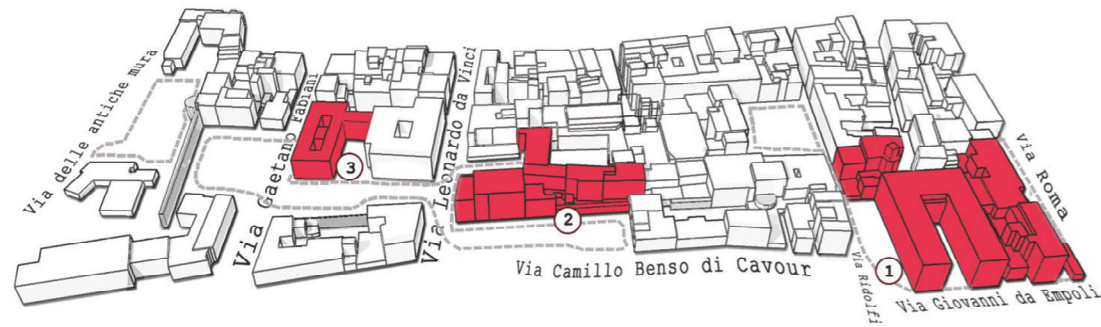 Via delle antiche mura
Via Gaetano Fabiani
Via Leonardo da Vinci
3
2
Via Camillo Benso di Cavour
Via Ridolfi
1
Via Giovanni da Empoli
Via Roma